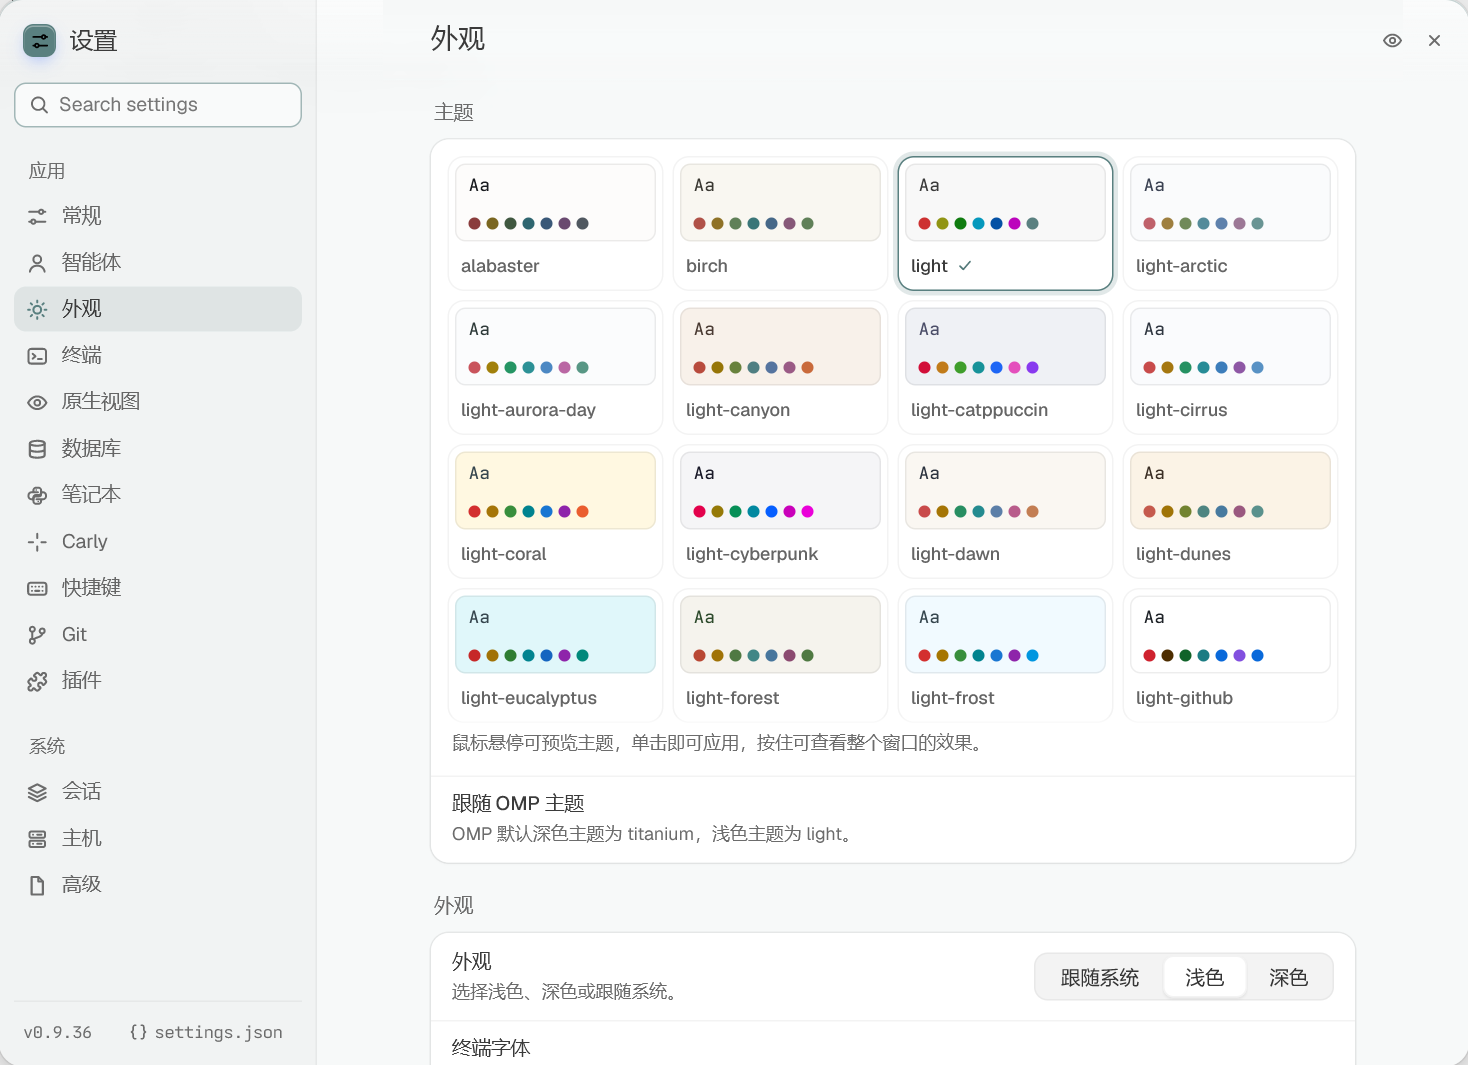 设置
Search settings
应用
常规
智能体
外观
终端
原生视图
数据库
笔记本
Carly
快捷键
Git
插件
系统
会话
主机
高级
v0.9.36
{} settings.json
外观
主题
Aa
alabaster
Aa
birch
Aa
light
Aa
light-arctic
Aa
light-aurora-day
Aa
light-canyon
Aa
light-catppuccin
Aa
light-cirrus
Aa
light-coral
Aa
light-cyberpunk
Aa
light-dawn
Aa
light-dunes
Aa
light-eucalyptus
Aa
light-forest
Aa
light-frost
Aa
light-github
鼠标悬停可预览主题，单击即可应用，按住可查看整个窗口的效果。
跟随 OMP 主题
OMP 默认深色主题为 titanium，浅色主题为 light。
外观
外观
选择浅色、深色或跟随系统。
跟随系统
浅色
深色
终端字体